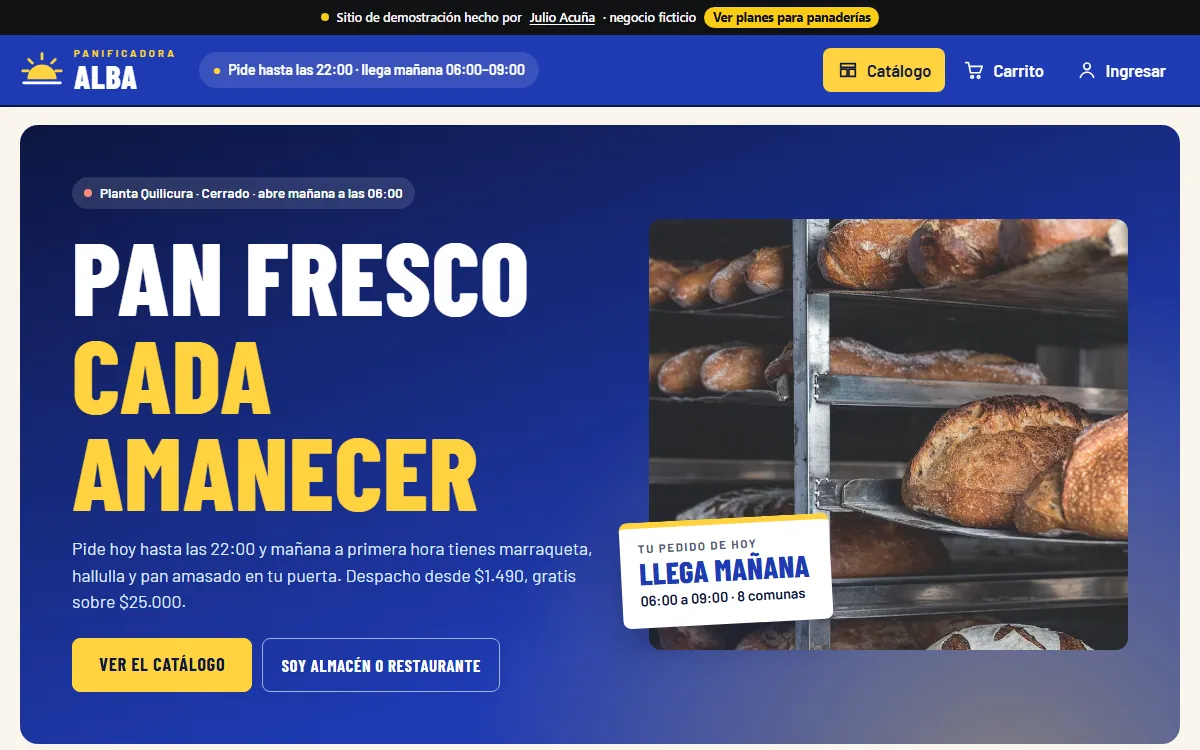 Sitio de demostración hecho por Julio Acuña · negocio ficticio Ver planes para panaderías
PANIFICADORA
ALBA
Pide hasta las 22:00 · llega mañana 06:00–09:00
Catálogo
Carrito
Ingresar
Planta Quilicura · Cerrado · abre mañana a las 06:00
PAN FRESCO
CADA
AMANECER
Pide hoy hasta las 22:00 y mañana a primera hora tienes marraqueta,
hallulla y pan amasado en tu puerta. Despacho desde $1.490, gratis
sobre $25.000.
VER EL CATÁLOGO
SOY ALMACÉN O RESTAURANTE
TU PEDIDO DE HOY
LLEGA MAÑANA
06:00 a 09:00 · 8 comunas